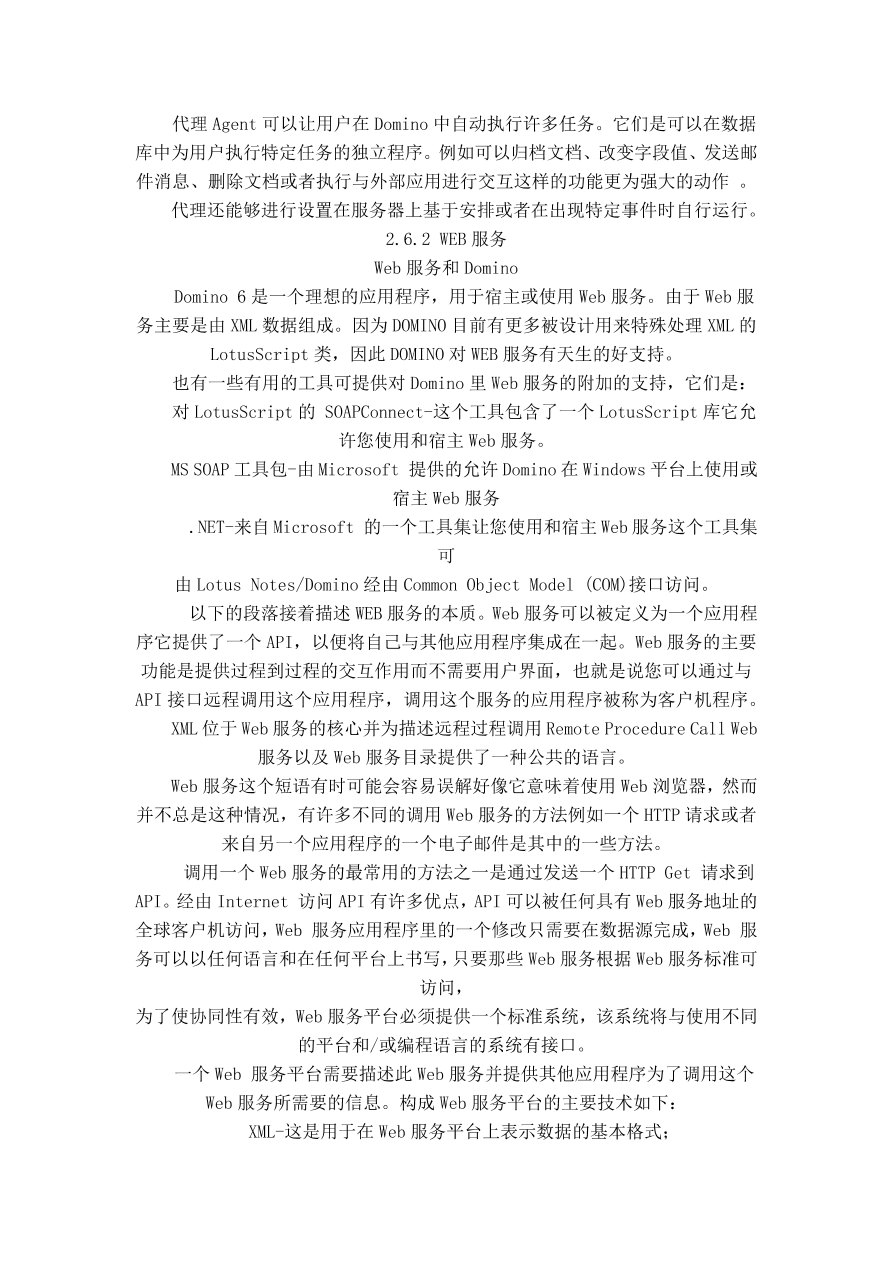 代理 Agent 可以让用户在 Domino 中自动执行许多任务。它们是可以在数据
库中为用户执行特定任务的独立程序。例如可以归档文档、改变字段值、发送邮
件消息、删除文档或者执行与外部应用进行交互这样的功能更为强大的动作 。
代理还能够进行设置在服务器上基于安排或者在出现特定事件时自行运行。
2.6.2 WEB 服务
Web 服务和 Domino
Domino 6 是一个理想的应用程序，用于宿主或使用 Web 服务。由于 Web 服
务主要是由 XML 数据组成。因为 DOMINO 目前有更多被设计用来特殊处理 XML 的
LotusScript 类，因此 DOMINO 对 WEB 服务有天生的好支持。
也有一些有用的工具可提供对 Domino 里 Web 服务的附加的支持，它们是：
对 LotusScript 的 SOAPConnect-这个工具包含了一个 LotusScript 库它允
许您使用和宿主 Web 服务。
MS SOAP 工具包-由 Microsoft 提供的允许 Domino 在 Windows 平台上使用或
宿主 Web 服务
.NET-来自 Microsoft 的一个工具集让您使用和宿主 Web 服务这个工具集
可
由 Lotus Notes/Domino 经由 Common Object Model (COM)接口访问。
以下的段落接着描述 WEB 服务的本质。Web 服务可以被定义为一个应用程
序它提供了一个 API，以便将自己与其他应用程序集成在一起。Web 服务的主要
功能是提供过程到过程的交互作用而不需要用户界面，也就是说您可以通过与
API 接口远程调用这个应用程序，调用这个服务的应用程序被称为客户机程序。
XML 位于 Web 服务的核心并为描述远程过程调用 Remote Procedure Call Web
服务以及 Web 服务目录提供了一种公共的语言。
Web 服务这个短语有时可能会容易误解好像它意味着使用 Web 浏览器，然而
并不总是这种情况，有许多不同的调用 Web 服务的方法例如一个 HTTP 请求或者
来自另一个应用程序的一个电子邮件是其中的一些方法。
调用一个 Web 服务的最常用的方法之一是通过发送一个 HTTP Get 请求到
API。经由 Internet 访问 API 有许多优点，API 可以被任何具有 Web 服务地址的
全球客户机访问，Web 服务应用程序里的一个修改只需要在数据源完成，Web 服
务可以以任何语言和在任何平台上书写，只要那些 Web 服务根据 Web 服务标准可
访问，
为了使协同性有效，Web 服务平台必须提供一个标准系统，该系统将与使用不同
的平台和/或编程语言的系统有接口。
一个 Web 服务平台需要描述此 Web 服务并提供其他应用程序为了调用这个
Web 服务所需要的信息。构成 Web 服务平台的主要技术如下：
XML-这是用于在 Web 服务平台上表示数据的基本格式；